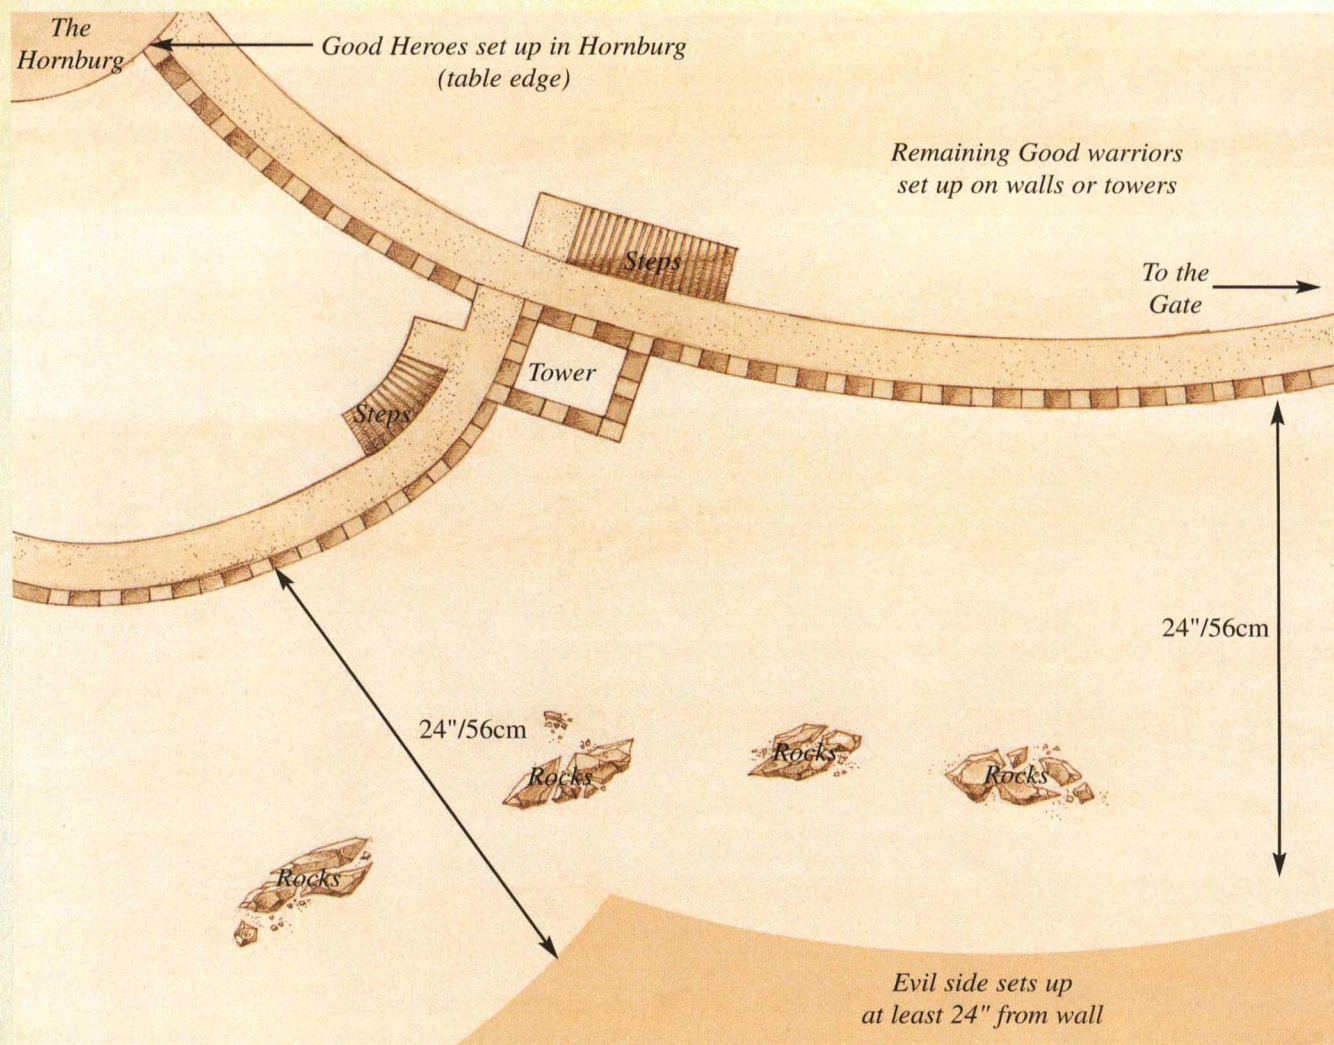 The
Hornburg
Good Heroes set up in Hornburg
(table edge)
Remaining Good warriors
set up on walls or towers
Steps
To the
Gate
Tower
Steps
24"/56cm
24"/56cm
Rocks
Rocks
Rocks
Rocks
Evil side sets up
at least 24" from wall